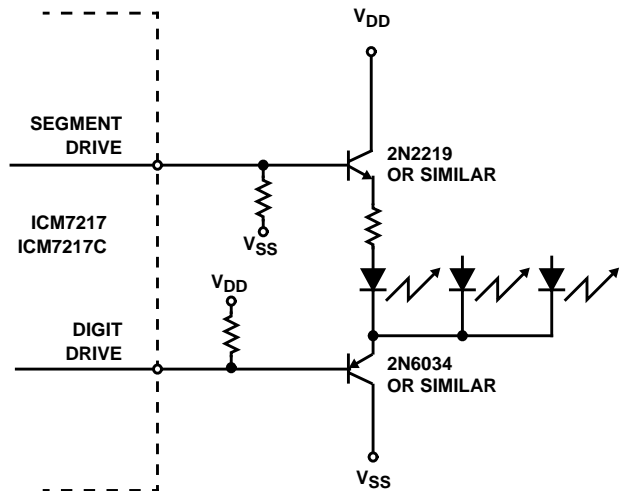 VDD
SEGMENT
DRIVE
2N2219
OR SIMILAR
ICM7217
ICM7217C
VSS
VDD
DIGIT
DRIVE
2N6034
OR SIMILAR
VSS